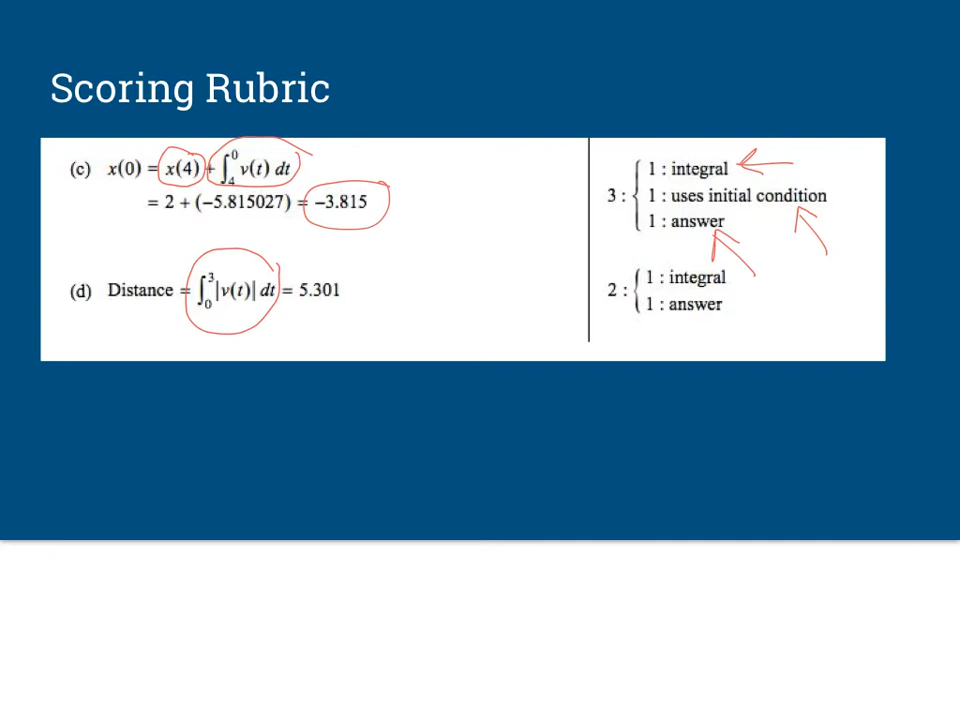 Scoring Rubric
(c) x(0) = x(4) + ∫₄⁰ v(t) dt
= 2 + (−5.815027) = −3.815
(d) Distance = ∫₀³ |v(t)| dt = 5.301
3 : { 1 : integral
1 : uses initial condition
1 : answer
2 : { 1 : integral
1 : answer